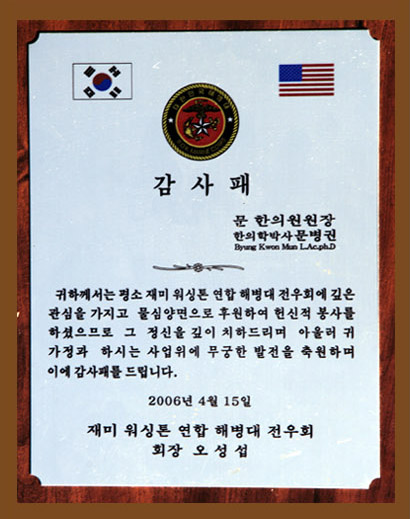 감사패
문 한의원원장
한의학박사 문병권
Byung Kwon Mun L.Ac.ph.D
귀하께서는 평소 재미 워싱톤 연합 해병대 전우회에 깊은
관심을 가지고 물심양면으로 후원하여 헌신적 봉사를
하셨으므로 그 정신을 깊이 치하드리며 아울러 귀
가정과 하시는 사업위에 무궁한 발전을 축원하며
이에 감사패를 드립니다.
2006년 4월 15일
재미 워싱톤 연합 해병대 전우회
회장 오성섭